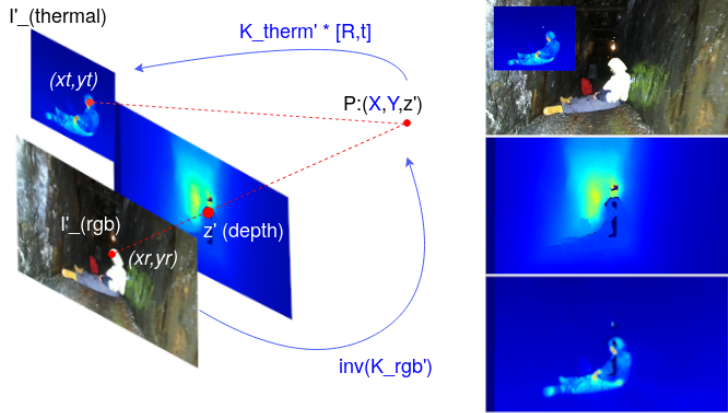 I'_(thermal)
K_therm' * [R,t]
(xt,yt)
P:(X,Y,z')
I'_(rgb)
z' (depth)
(xr,yr)
inv(K_rgb')